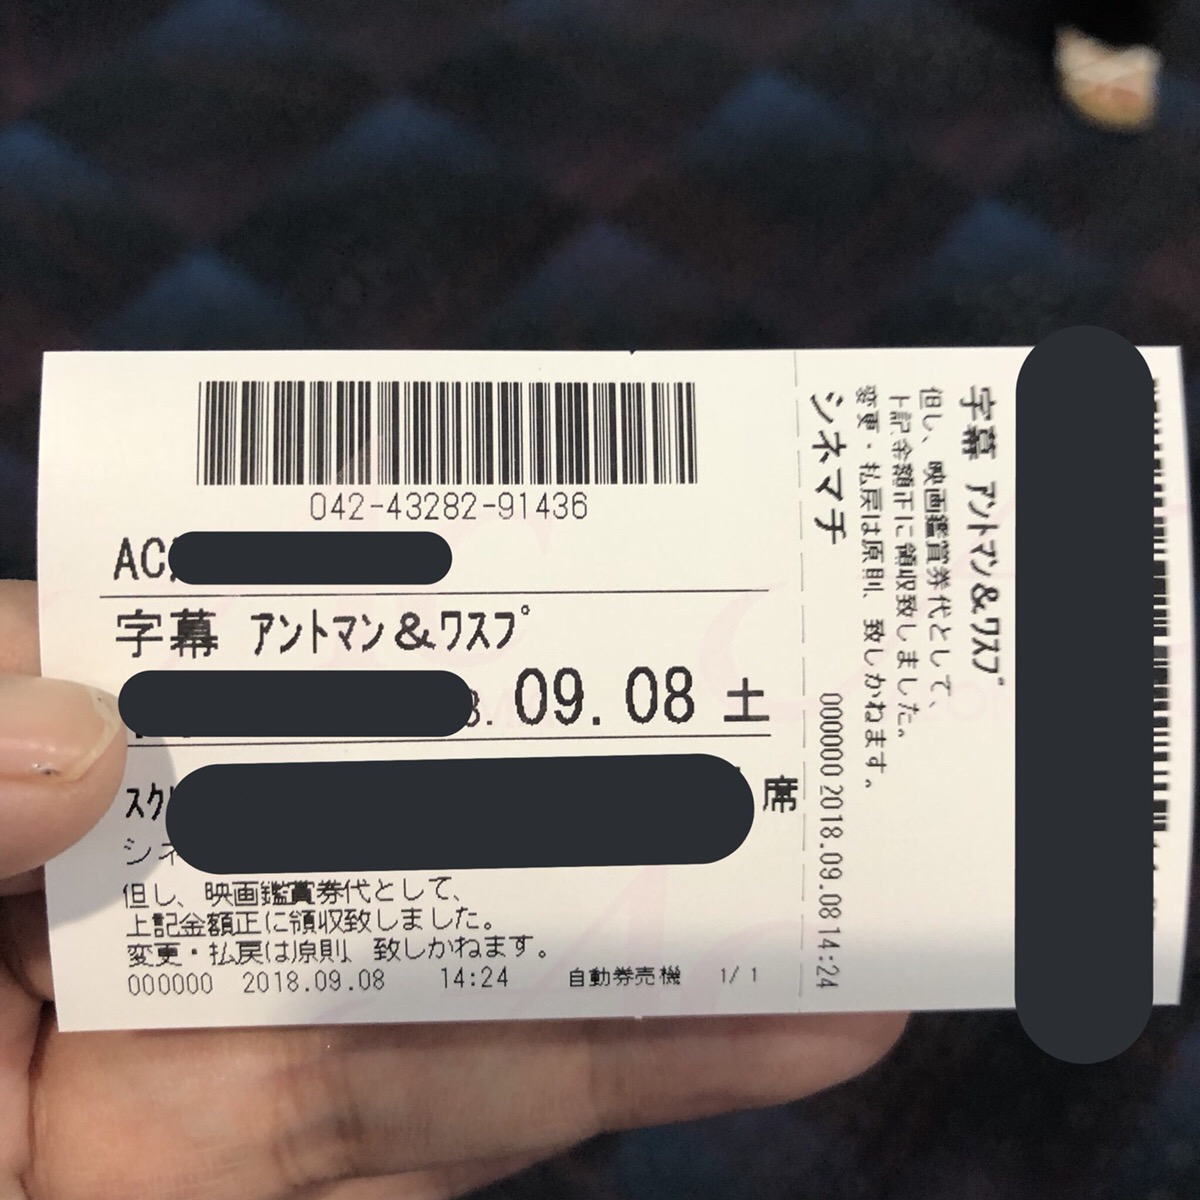 042-43282-91436
AC
字幕 アントマン&ワスプ
09.08 土
席
シネ
但し、映画鑑賞券代として、
上記金額正に領収致しました。
変更・払戻は原則、致しかねます。
000000 2018.09.08 14:24 自動券売機 1/1
字幕 アントマン&ワスプ
但し、映画鑑賞券代として、
上記金額正に領収致しました。
変更・払戻は原則、致しかねます。
シネマチ
000000 2018.09.08 14:24